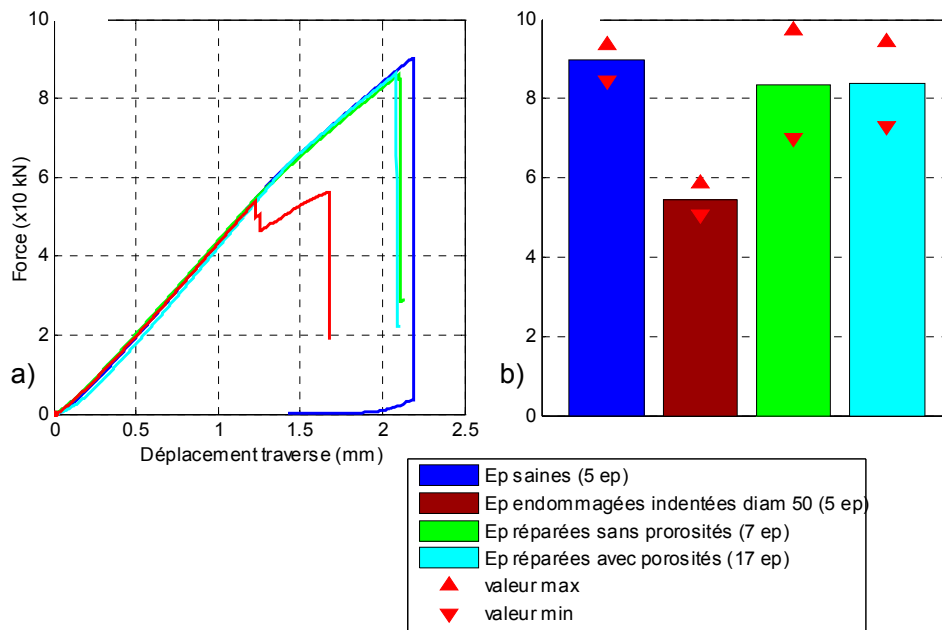 10
8
6
4
2
0
Force (x10 kN)
a)
0
0.5
1
1.5
2
2.5
Déplacement traverse (mm)
10
8
6
4
2
0
b)
Ep saines (5 ep)
Ep endommagées indentées diam 50 (5 ep)
Ep réparées sans prorosités (7 ep)
Ep réparées avec porosités (17 ep)
valeur max
valeur min